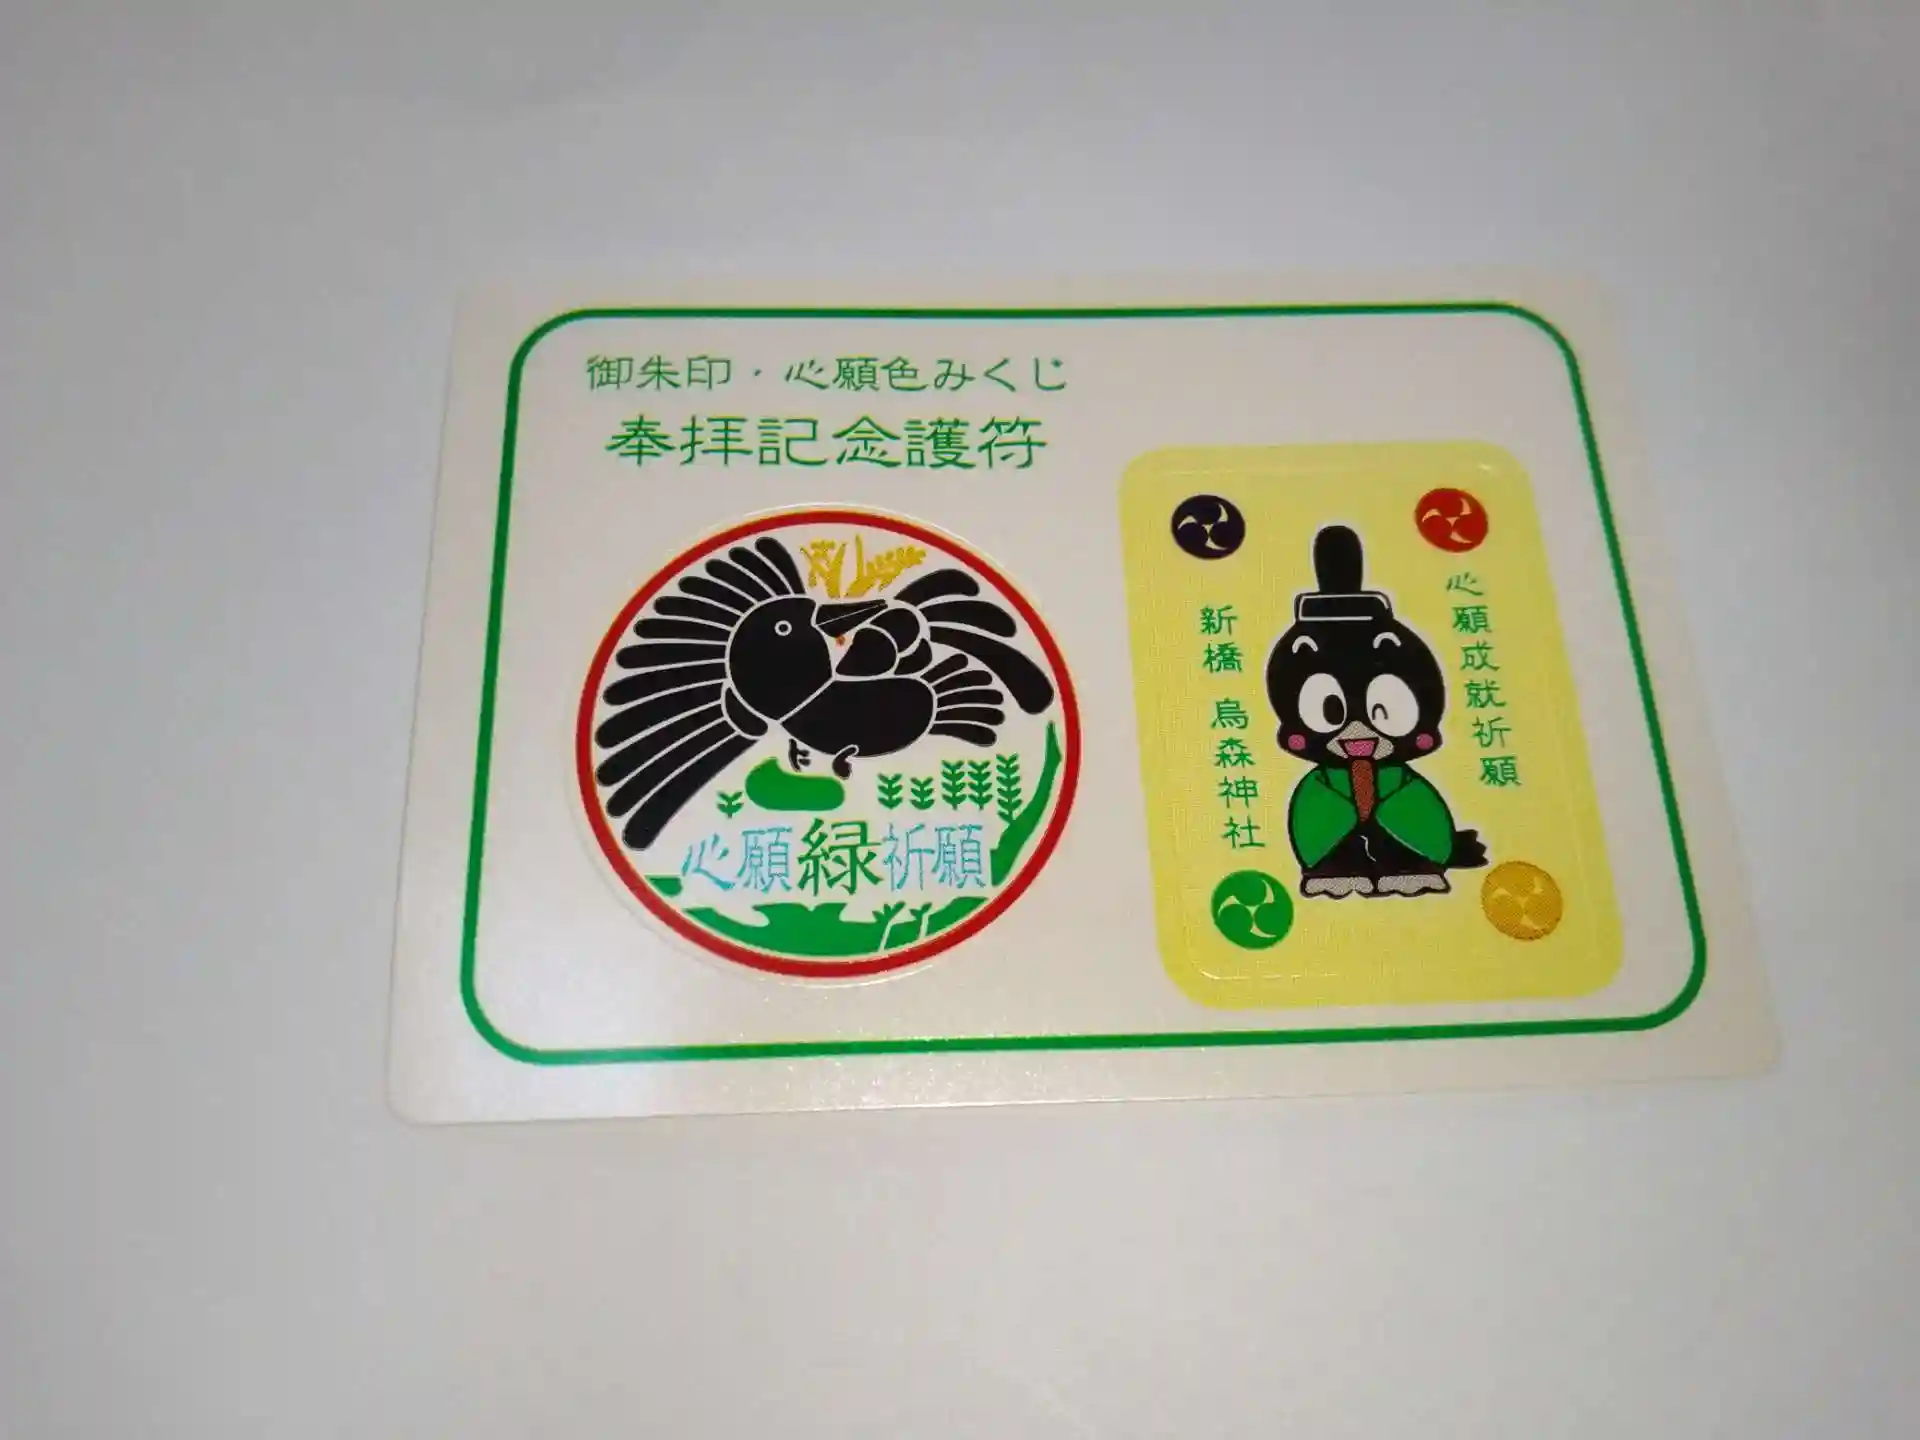 御朱印・心願色みくじ
奉拝記念護符
心願緑祈願
心願成就祈願
新橋 烏森神社